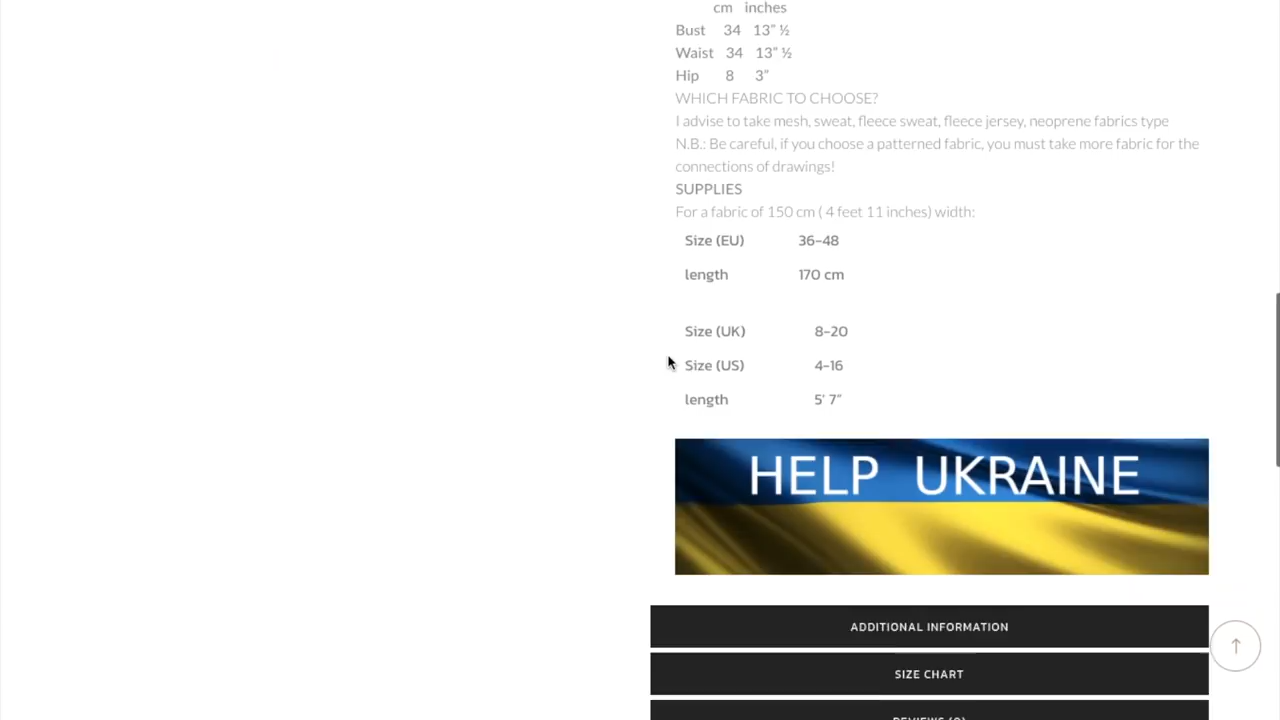 cm inches
Bust 34 13” ½
Waist 34 13” ½
Hip 8 3”
WHICH FABRIC TO CHOOSE?
I advise to take mesh, sweat, fleece sweat, fleece jersey, neoprene fabrics type
N.B.: Be careful, if you choose a patterned fabric, you must take more fabric for the
connections of drawings!
SUPPLIES
For a fabric of 150 cm ( 4 feet 11 inches) width:
Size (EU) 36–48
length 170 cm
Size (UK) 8–20
Size (US) 4–16
length 5’ 7”
HELP UKRAINE
ADDITIONAL INFORMATION
SIZE CHART
REVIEWS (0)